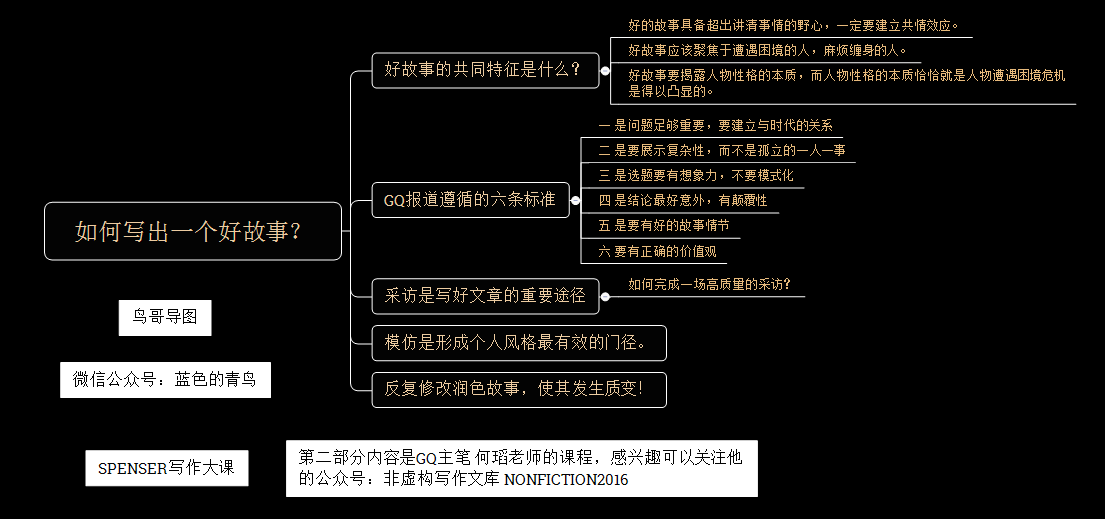 如何写出一个好故事?
好故事的共同特征是什么?
好的故事具备超出讲清事情的野心，一定要建立共情效应。
好故事应该聚焦于遭遇困境的人，麻烦缠身的人。
好故事要揭露人物性格的本质，而人物性格的本质恰恰就是人物遭遇困境危机
是得以凸显的。
GQ报道遵循的六条标准
一 是问题足够重要，要建立与时代的关系
二 是要展示复杂性，而不是孤立的一人一事
三 是选题要有想象力，不要模式化
四 是结论最好意外，有颠覆性
五 是要有好的故事情节
六 要有正确的价值观
采访是写好文章的重要途径
如何完成一场高质量的采访?
模仿是形成个人风格最有效的门径。
反复修改润色故事，使其发生质变!
鸟哥导图
微信公众号：蓝色的青鸟
SPENSER写作大课
第二部分内容是GQ主笔 何瑫老师的课程，感兴趣可以关注他
的公众号：非虚构写作文库 NONFICTION2016